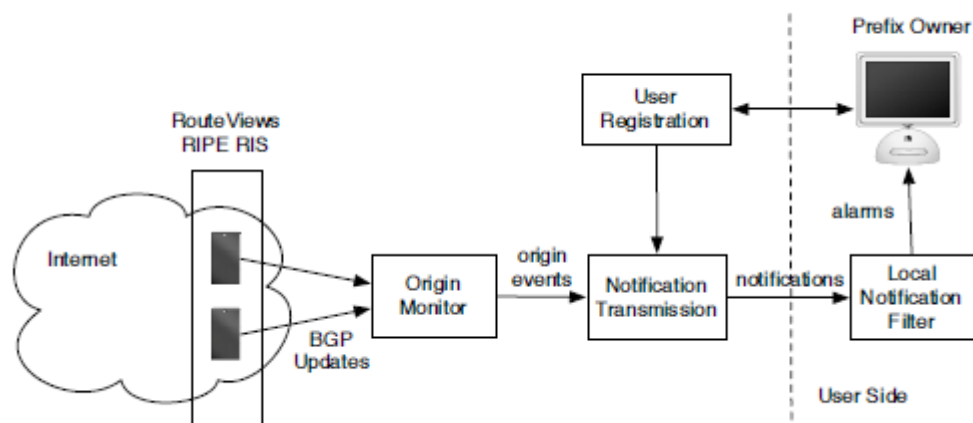 Prefix Owner
User
Registration
RouteViews
RIPE RIS
alarms
Internet
origin
events
Origin
Monitor
Notification
Transmission
notifications
Local
Notification
Filter
BGP
Updates
User Side